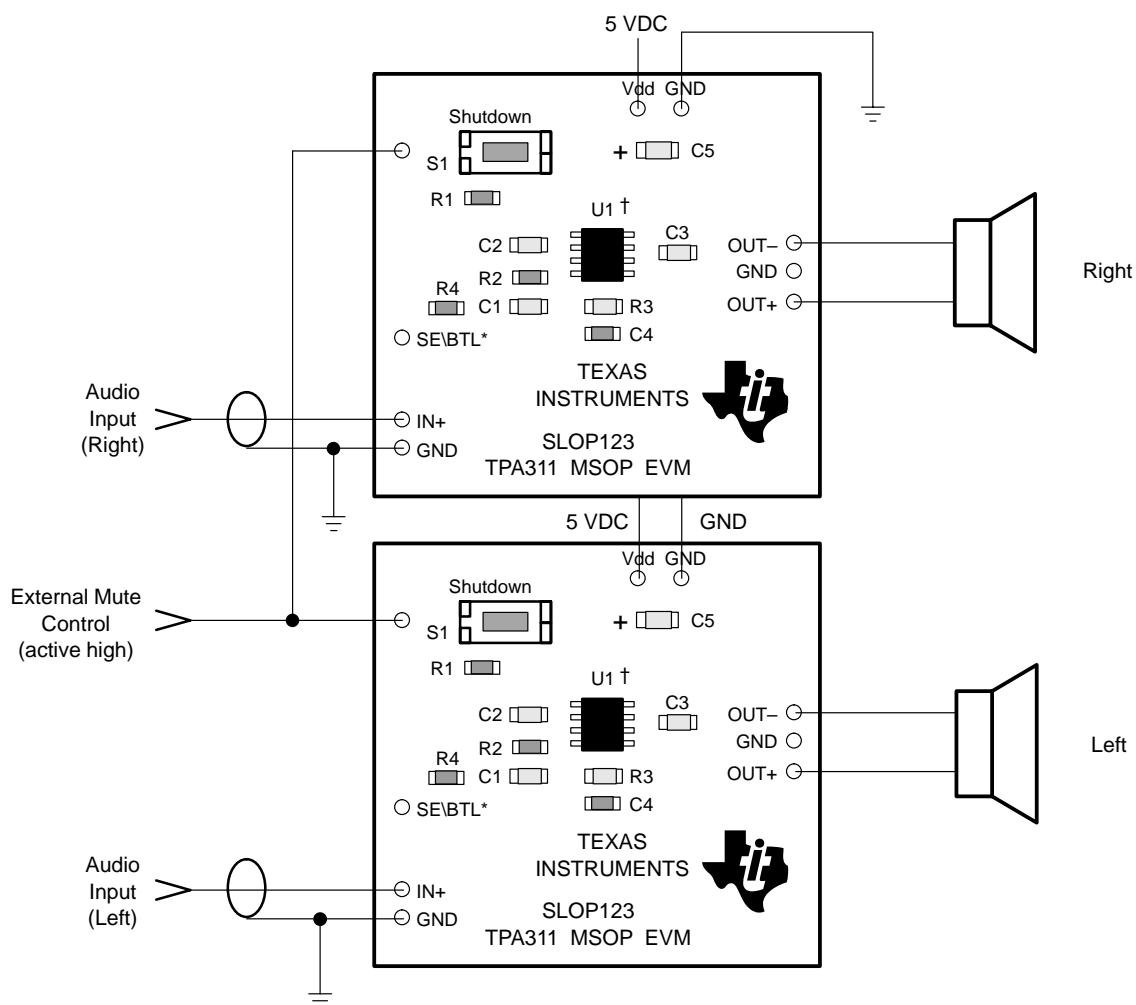 5 VDC
Vdd GND
Shutdown
S1
+ C5
R1
U1 †
C2
C3
OUT–
R2
GND
Right
R4
C1
R3
OUT+
C4
SE\BTL*
TEXAS
INSTRUMENTS
Audio
Input
(Right)
IN+
GND
SLOP123
TPA311 MSOP EVM
5 VDC GND
Vdd GND
Shutdown
External Mute
Control
(active high)
S1
+ C5
R1
U1 †
C2
C3
OUT–
R2
GND
Left
R4
C1
R3
OUT+
C4
SE\BTL*
TEXAS
INSTRUMENTS
Audio
Input
(Left)
IN+
GND
SLOP123
TPA311 MSOP EVM